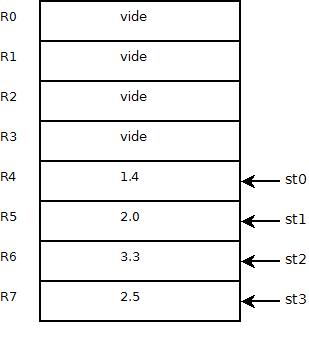 R0 vide
R1 vide
R2 vide
R3 vide
R4 1.4 st0
R5 2.0 st1
R6 3.3 st2
R7 2.5 st3